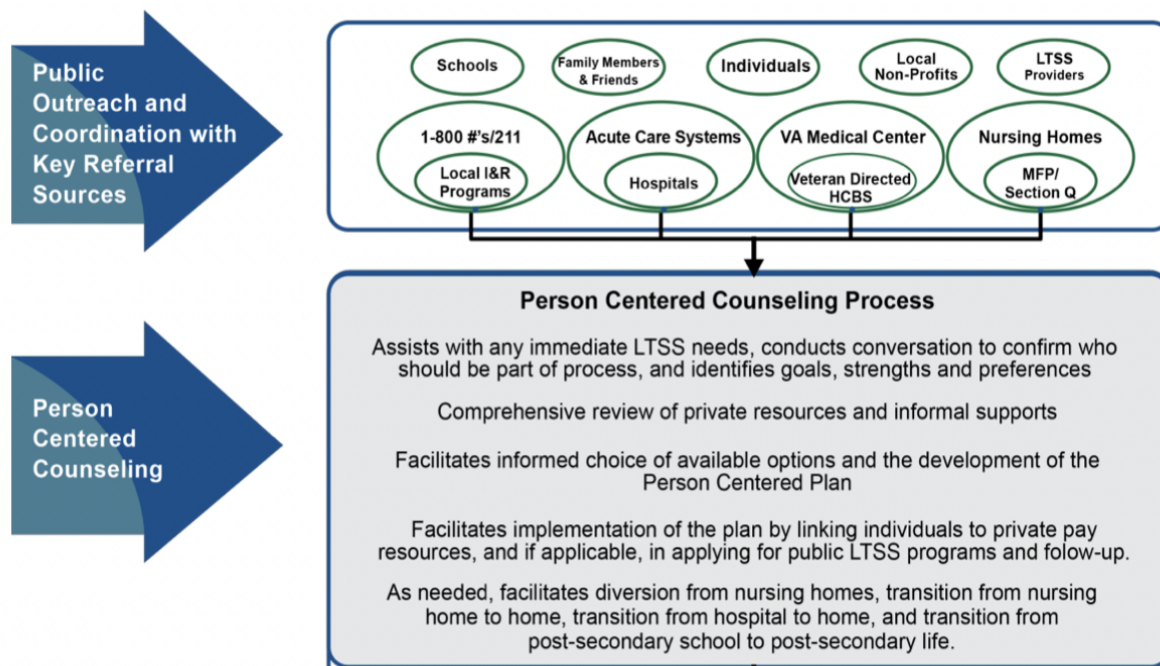 Public
Outreach and
Coordination with
Key Referral
Sources
Schools
Family Members
& Friends
Individuals
Local
Non-Profits
LTSS
Providers
1-800 #'s/211
Local I&R
Programs
Acute Care Systems
Hospitals
VA Medical Center
Veteran Directed
HCBS
Nursing Homes
MFP/
Section Q
Person
Centered
Counseling
Person Centered Counseling Process
Assists with any immediate LTSS needs, conducts conversation to confirm who
should be part of process, and identifies goals, strengths and preferences
Comprehensive review of private resources and informal supports
Facilitates informed choice of available options and the development of the
Person Centered Plan
Facilitates implementation of the plan by linking individuals to private pay
resources, and if applicable, in applying for public LTSS programs and folow-up.
As needed, facilitates diversion from nursing homes, transition from nursing
home to home, transition from hospital to home, and transition from
post-secondary school to post-secondary life.